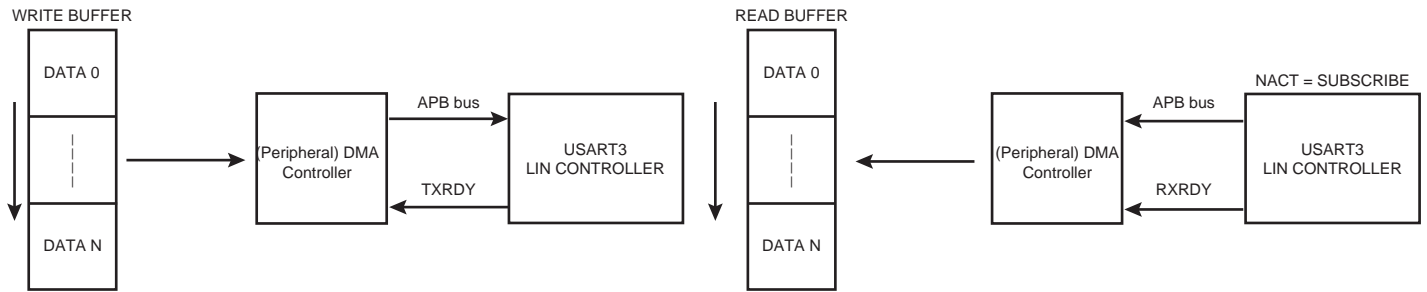 WRITE BUFFER
DATA 0
DATA N
(Peripheral) DMA
Controller
APB bus
TXRDY
USART3
LIN CONTROLLER
READ BUFFER
DATA 0
DATA N
(Peripheral) DMA
Controller
APB bus
RXRDY
NACT = SUBSCRIBE
USART3
LIN CONTROLLER